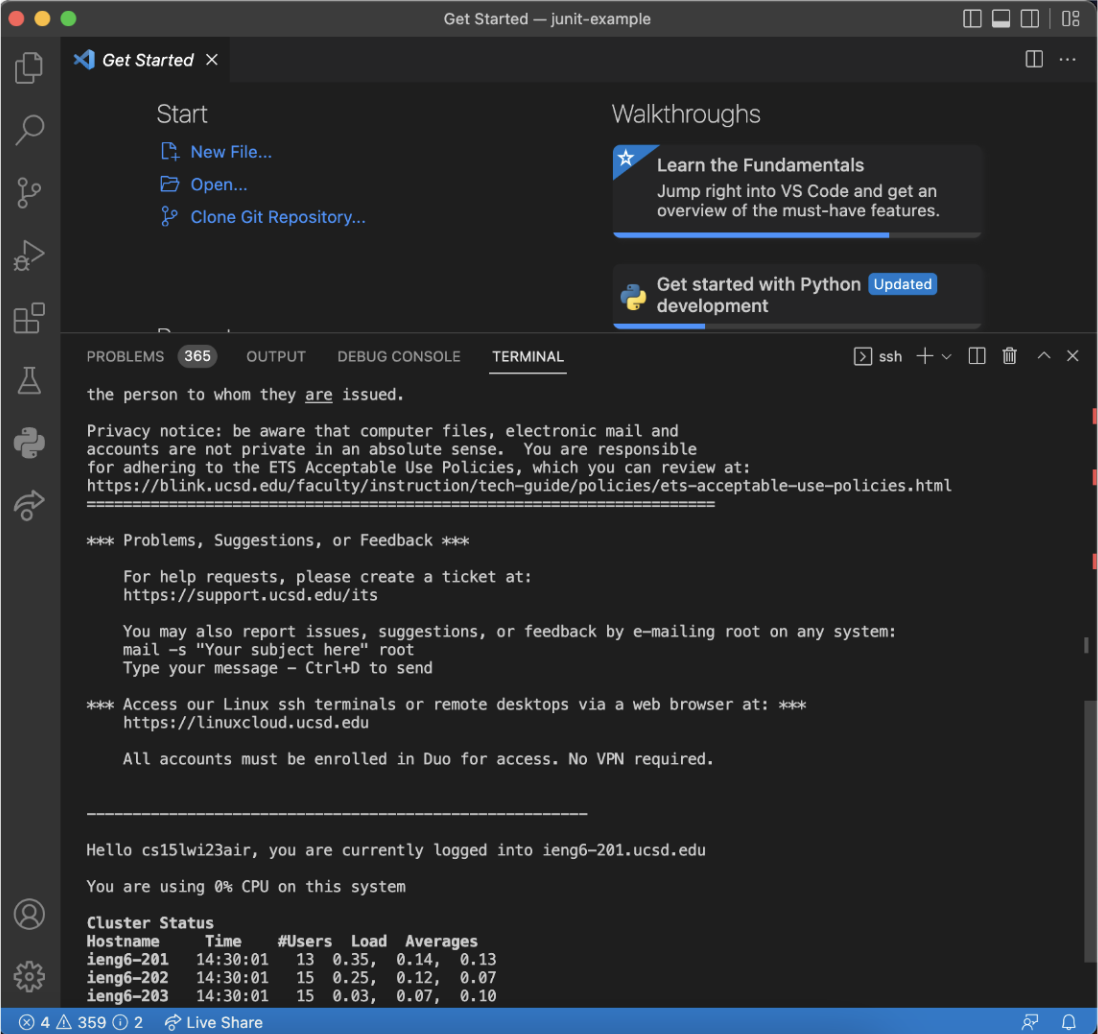 Get Started — junit-example
Get Started
Start
New File...
Open...
Clone Git Repository...
Walkthroughs
Learn the Fundamentals
Jump right into VS Code and get an
overview of the must-have features.
Get started with Python Updated
development
PROBLEMS 365 OUTPUT DEBUG CONSOLE TERMINAL ssh
the person to whom they are issued.
Privacy notice: be aware that computer files, electronic mail and
accounts are not private in an absolute sense.  You are responsible
for adhering to the ETS Acceptable Use Policies, which you can review at:
https://blink.ucsd.edu/faculty/instruction/tech-guide/policies/ets-acceptable-use-policies.html
=====================================================================
*** Problems, Suggestions, or Feedback ***
For help requests, please create a ticket at:
https://support.ucsd.edu/its
You may also report issues, suggestions, or feedback by e-mailing root on any system:
mail -s "Your subject here" root
Type your message - Ctrl+D to send
*** Access our Linux ssh terminals or remote desktops via a web browser at: ***
https://linuxcloud.ucsd.edu
All accounts must be enrolled in Duo for access. No VPN required.
-------------------------------------------------------
Hello cs15lwi23air, you are currently logged into ieng6-201.ucsd.edu
You are using 0% CPU on this system
Cluster Status
Hostname     Time    #Users  Load  Averages
ieng6-201   14:30:01   13  0.35,  0.14,  0.13
ieng6-202   14:30:01   15  0.25,  0.12,  0.07
ieng6-203   14:30:01   15  0.03,  0.07,  0.10
4 359 2 Live Share